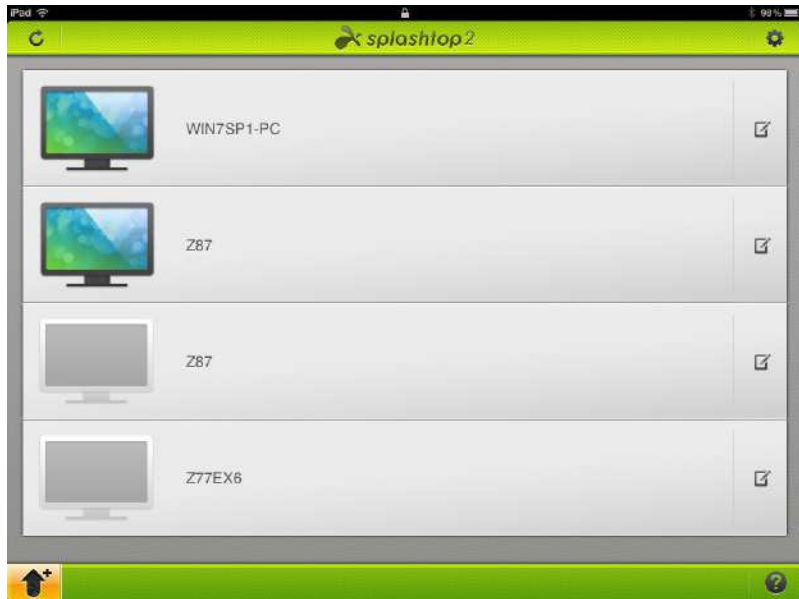 iPad 98%
splashtop2
WIN7SP1-PC
Z87
Z87
Z77EX6
?